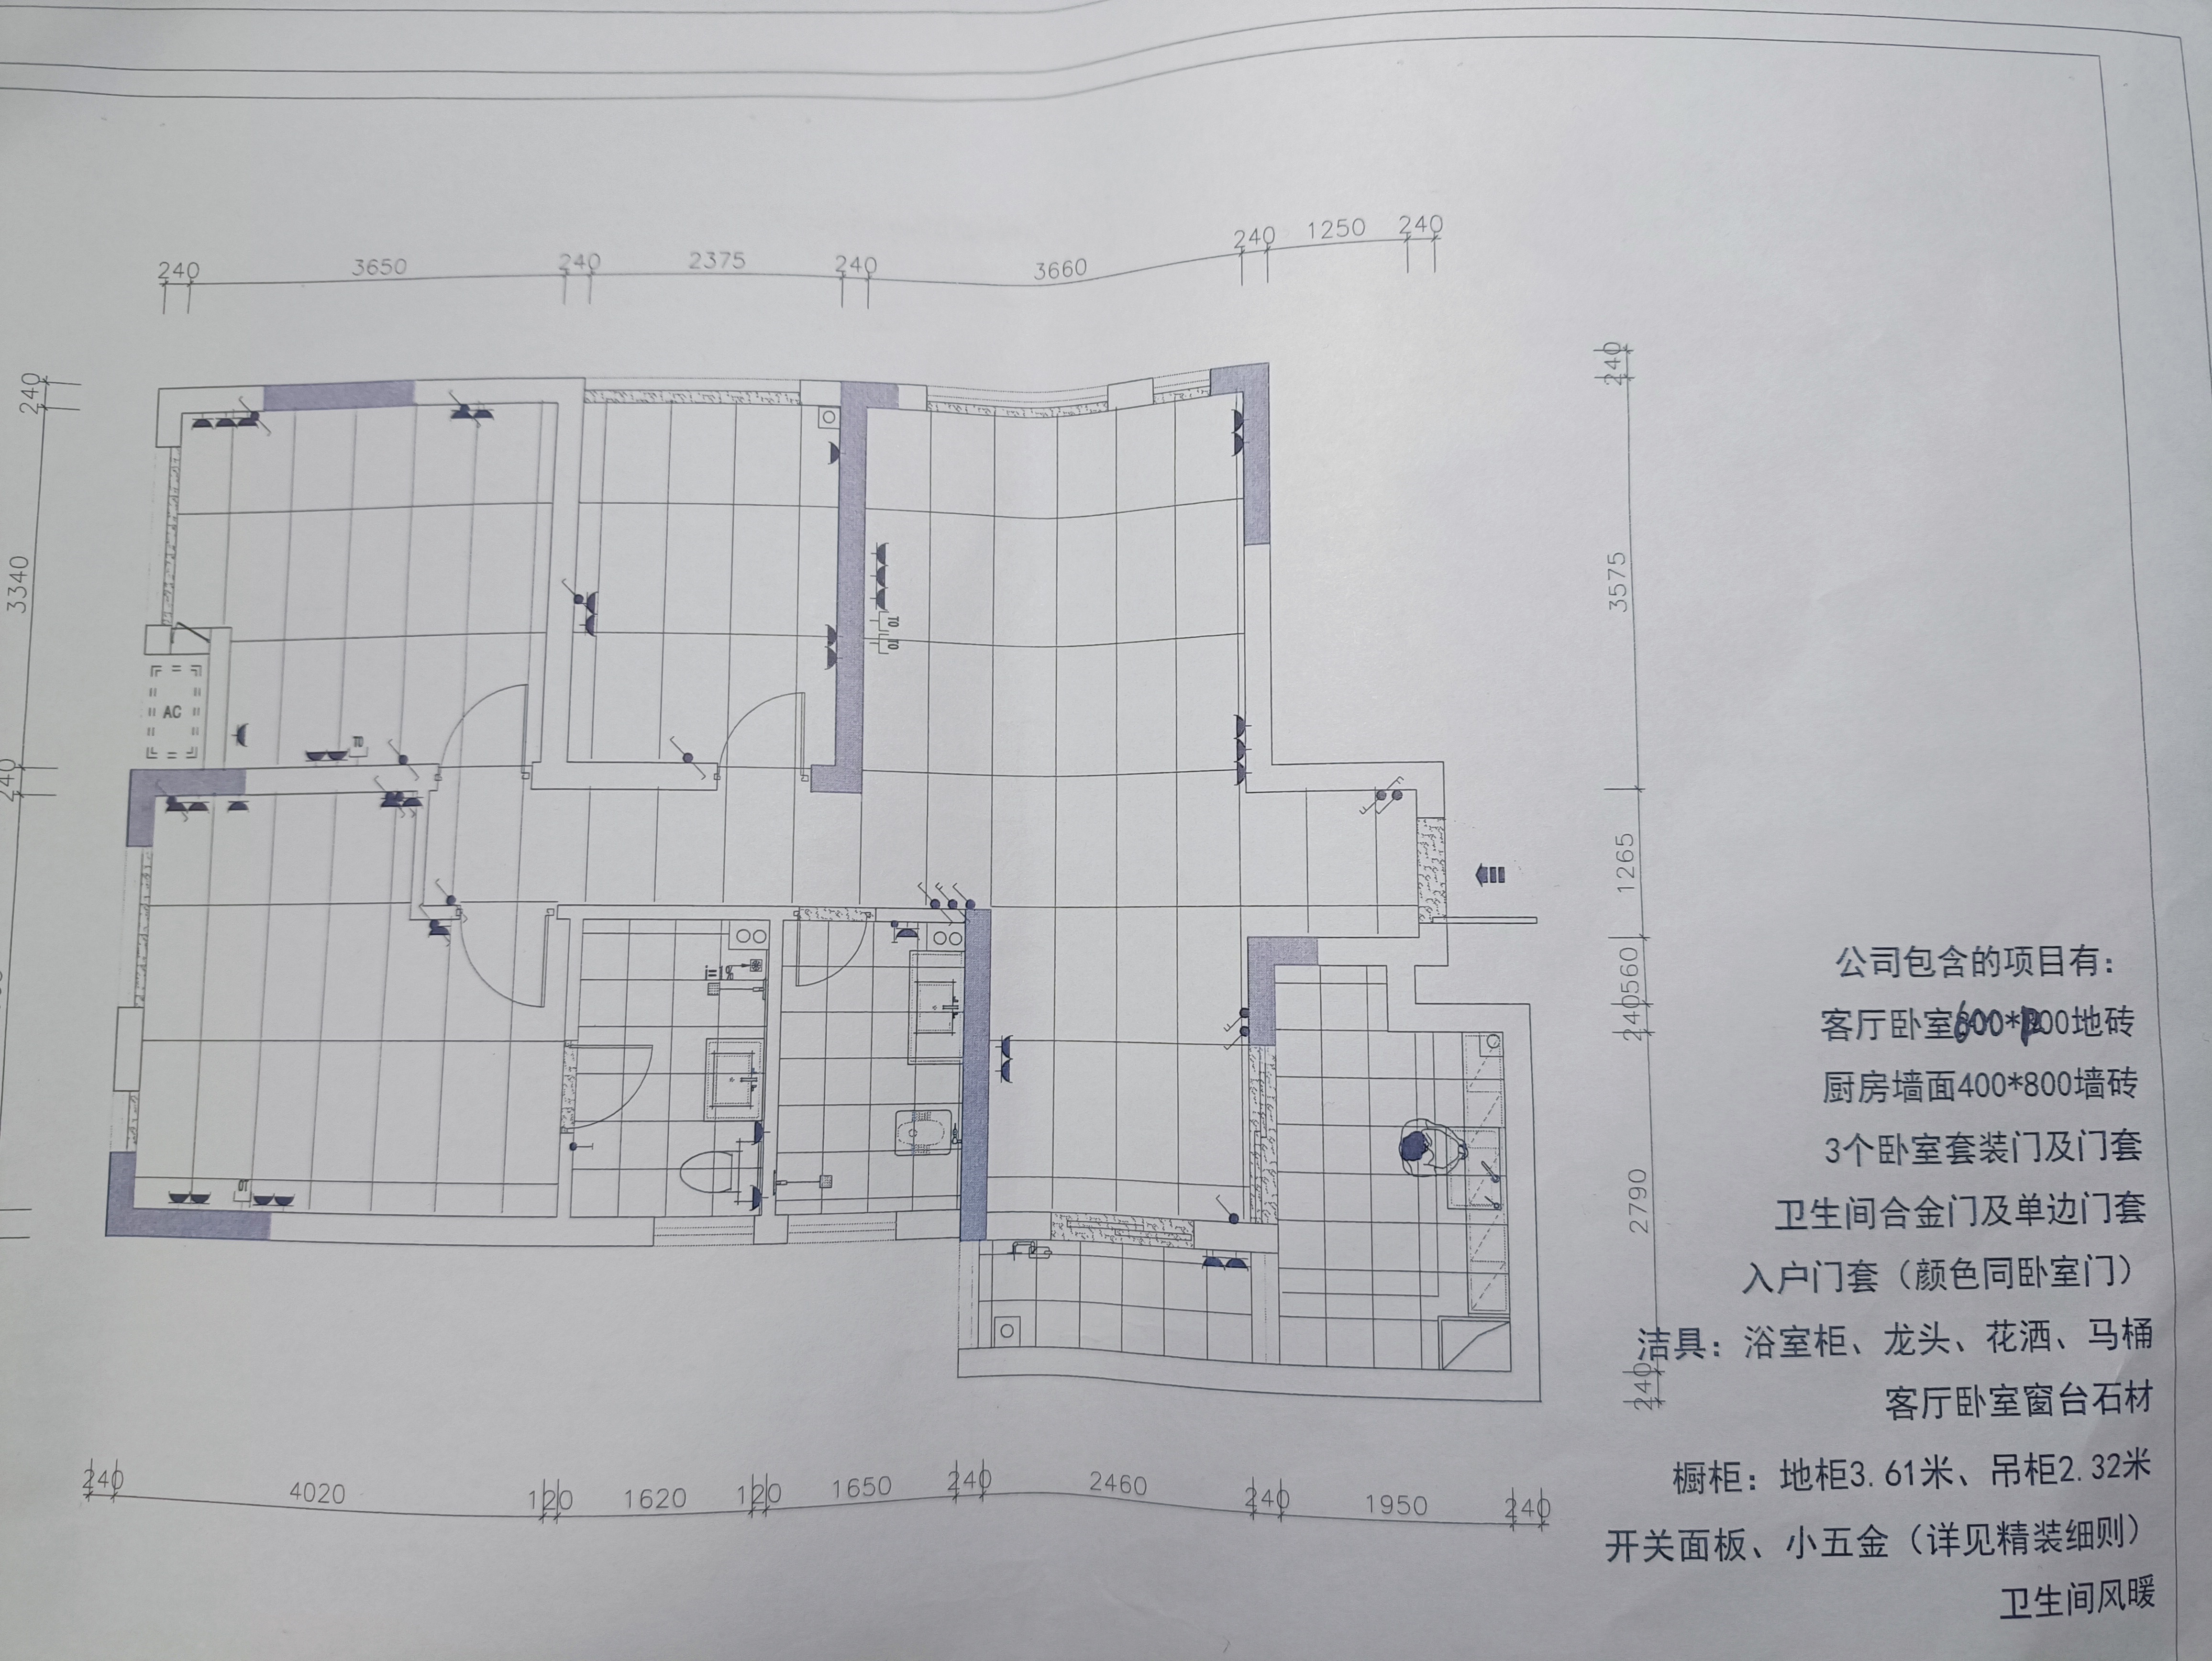 240 1250 240
240 3650 240 2375 240 3660
240
240
3340
3575
TO
TO
AC
TO
240
1265
560
240
公司包含的项目有：
客厅卧室600*1200地砖
厨房墙面400*800墙砖
3个卧室套装门及门套
2790
TO
卫生间合金门及单边门套
入户门套（颜色同卧室门）
洁具：浴室柜、龙头、花洒、马桶
240
客厅卧室窗台石材
橱柜：地柜3.61米、吊柜2.32米
240 4020 120 1620 120 1650 240 2460 240 1950 240
开关面板、小五金（详见精装细则）
卫生间风暖